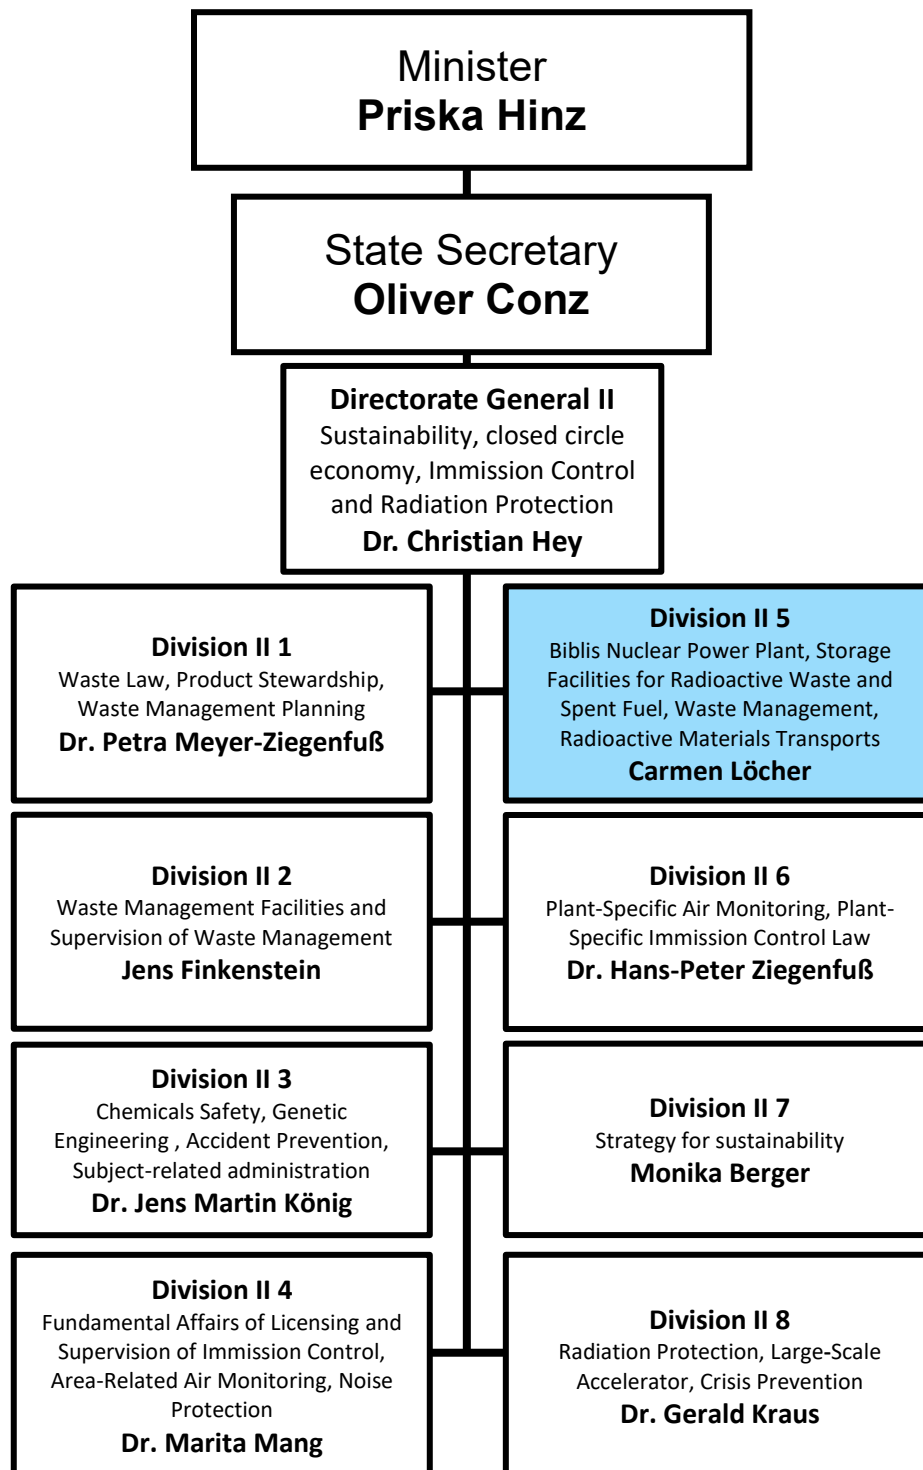 Minister
Priska Hinz
State Secretary
Oliver Conz
Directorate General II
Sustainability, closed circle
economy, Immission Control
and Radiation Protection
Dr. Christian Hey
Division II 1
Waste Law, Product Stewardship,
Waste Management Planning
Dr. Petra Meyer-Ziegenfuß
Division II 5
Biblis Nuclear Power Plant, Storage
Facilities for Radioactive Waste and
Spent Fuel, Waste Management,
Radioactive Materials Transports
Carmen Löcher
Division II 2
Waste Management Facilities and
Supervision of Waste Management
Jens Finkenstein
Division II 6
Plant-Specific Air Monitoring, Plant-
Specific Immission Control Law
Dr. Hans-Peter Ziegenfuß
Division II 3
Chemicals Safety, Genetic
Engineering , Accident Prevention,
Subject-related administration
Dr. Jens Martin König
Division II 7
Strategy for sustainability
Monika Berger
Division II 4
Fundamental Affairs of Licensing and
Supervision of Immission Control,
Area-Related Air Monitoring, Noise
Protection
Dr. Marita Mang
Division II 8
Radiation Protection, Large-Scale
Accelerator, Crisis Prevention
Dr. Gerald Kraus